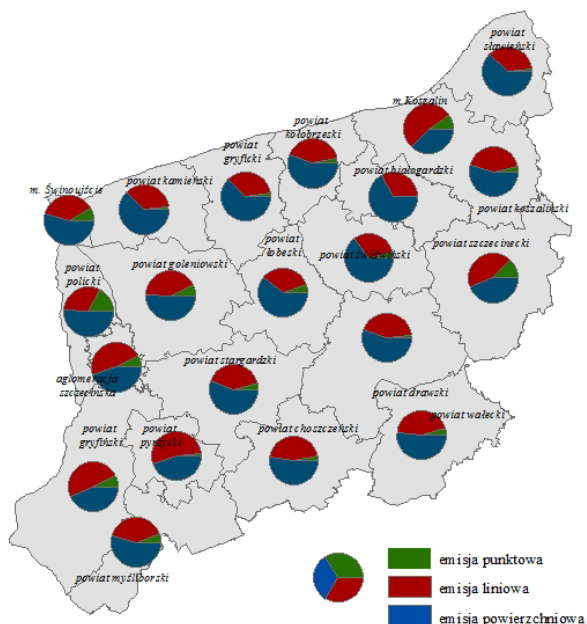 powiat
sławieński
m.Koszalin
powiat
kołobrzeski
powiat
gryficki
powiat białogardzki
powiat kamieński
m. Świnoujście
powiat koszaliński
powiat szczecinecki
powiat świdwiński
powiat
łobeski
powiat goleniowski
powiat
policki
powiat stargardzki
aglomeracja
szczecińska
powiat drawski
powiat wałecki
powiat choszczeński
powiat
pyrzycki
powiat
gryfiński
powiat myśliborski
emisja punktowa
emisja liniowa
emisja powierzchniowa